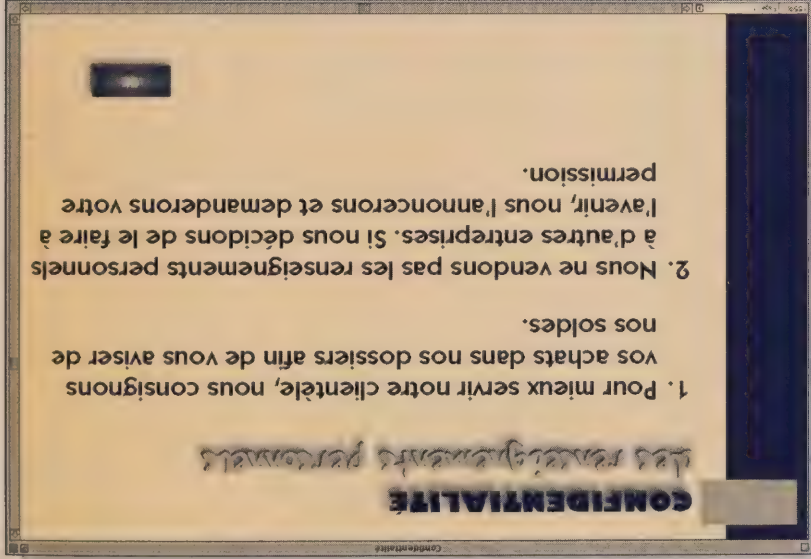 Confidentialité
CONFIDENTIALITÉ
des renseignements personnels
1. Pour mieux servir notre clientèle, nous consignons
vos achats dans nos dossiers afin de vous aviser de
nos soldes.
2. Nous ne vendons pas les renseignements personnels
à d'autres entreprises. Si nous décidons de le faire à
l'avenir, nous l'annoncerons et demanderons votre
permission.